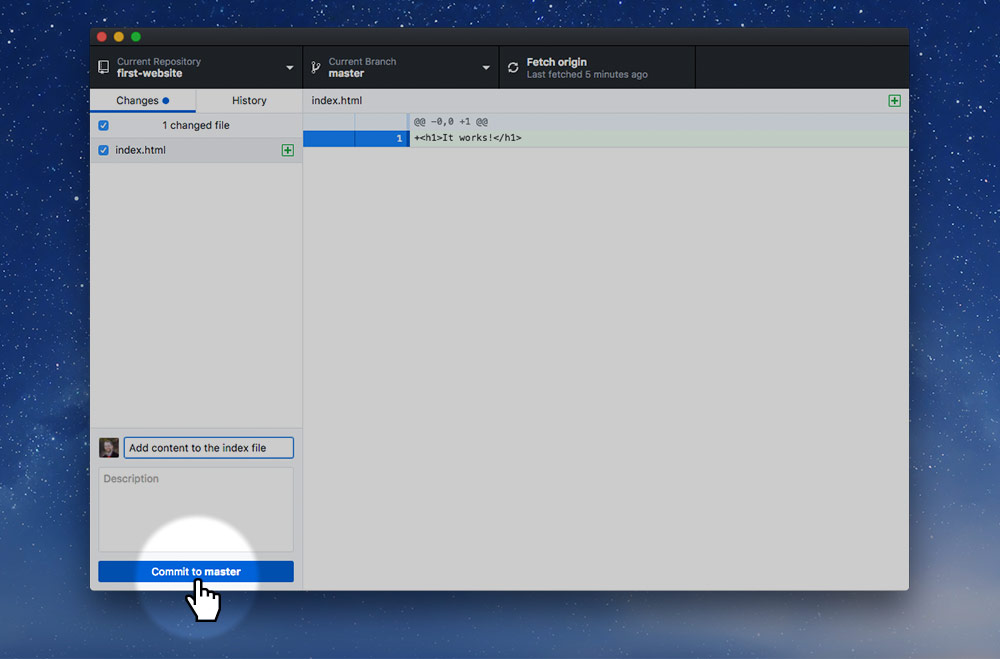 Current Repository
first-website
Current Branch
master
Fetch origin
Last fetched 5 minutes ago
Changes
History
index.html
1 changed file
@@ -0,0 +1 @@
index.html
1 +<h1>It works!</h1>
Add content to the index file
Description
Commit to master